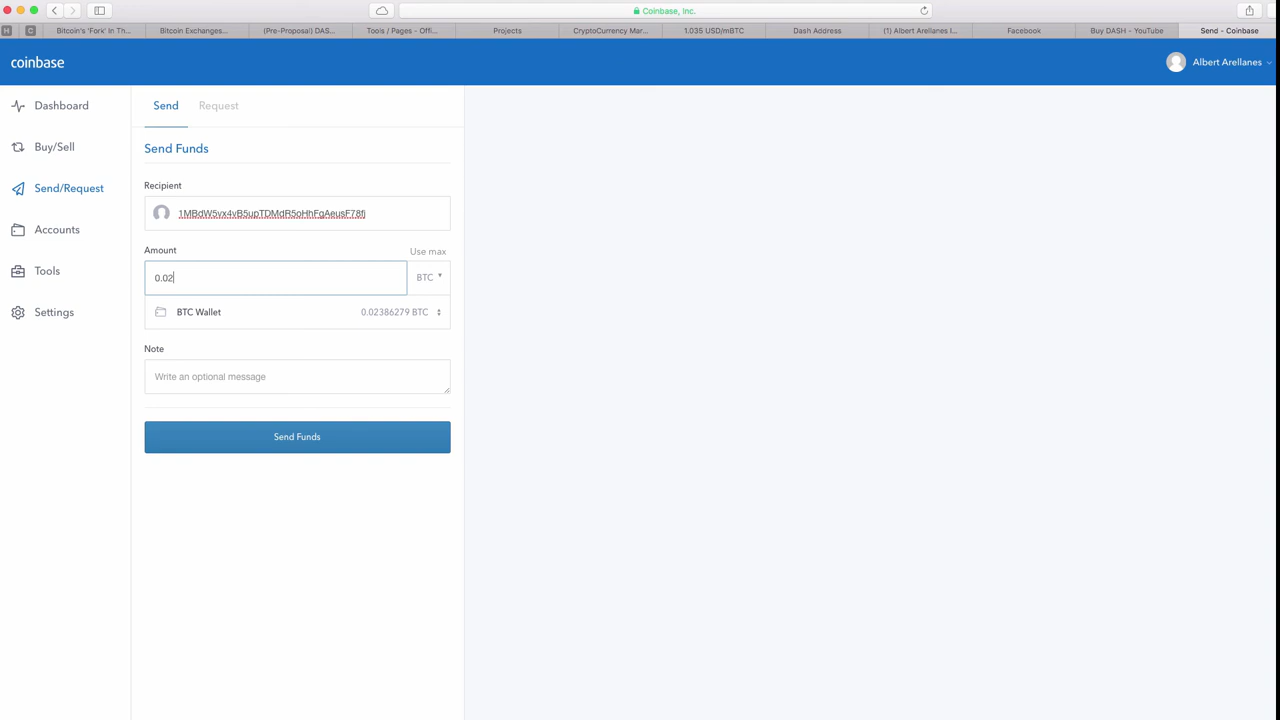 Coinbase, Inc.
H
C
Bitcoin's 'Fork' In Th...
Bitcoin Exchanges...
(Pre-Proposal) DAS...
Tools / Pages - Offi...
Projects
CryptoCurrency Mar...
1.035 USD/mBTC
Dash Address
(1) Albert Arellanes I...
Facebook
Buy DASH - YouTube
Send - Coinbase
coinbase
Albert Arellanes
Dashboard
Buy/Sell
Send/Request
Accounts
Tools
Settings
Send
Request
Send Funds
Recipient
1MBdW5vx4vB5upTDMdR5oHhFgAeusF78fj
Amount
Use max
0.02
BTC
BTC Wallet
0.02386279 BTC
Note
Write an optional message
Send Funds